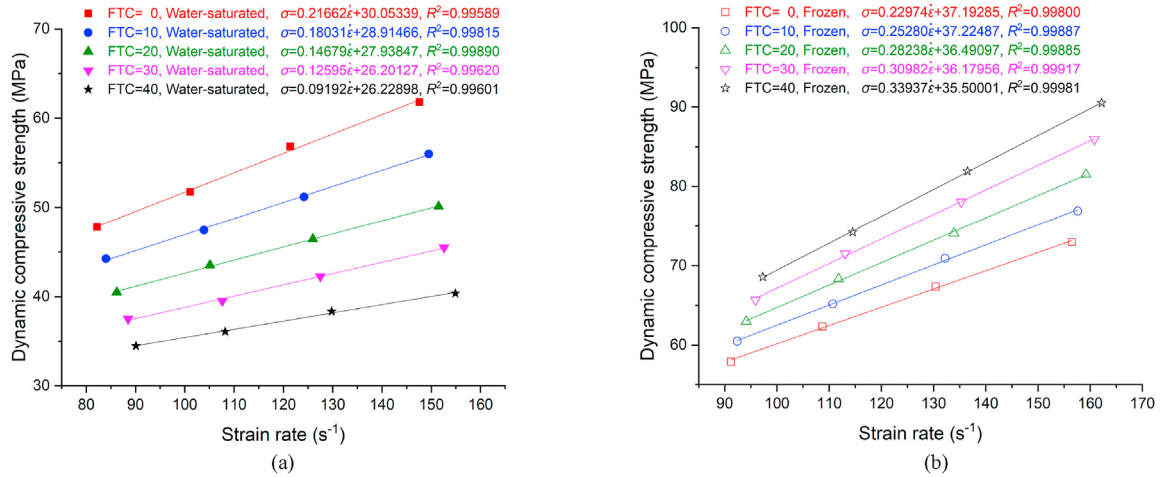 FTC= 0, Water-saturated, σ=0.21662ε̇+30.05339, R²=0.99589
FTC=10, Water-saturated, σ=0.18031ε̇+28.91466, R²=0.99815
FTC=20, Water-saturated, σ=0.14679ε̇+27.93847, R²=0.99890
FTC=30, Water-saturated, σ=0.12595ε̇+26.20127, R²=0.99620
FTC=40, Water-saturated, σ=0.09192ε̇+26.22898, R²=0.99601
Dynamic compressive strength (MPa)
70
60
50
40
30
80 90 100 110 120 130 140 150 160
Strain rate (s⁻¹)
(a)
FTC= 0, Frozen, σ=0.22974ε̇+37.19285, R²=0.99800
FTC=10, Frozen, σ=0.25280ε̇+37.22487, R²=0.99887
FTC=20, Frozen, σ=0.28238ε̇+36.49097, R²=0.99885
FTC=30, Frozen, σ=0.30982ε̇+36.17956, R²=0.99917
FTC=40, Frozen, σ=0.33937ε̇+35.50001, R²=0.99981
Dynamic compressive strength (MPa)
100
90
80
70
60
90 100 110 120 130 140 150 160 170
Strain rate (s⁻¹)
(b)